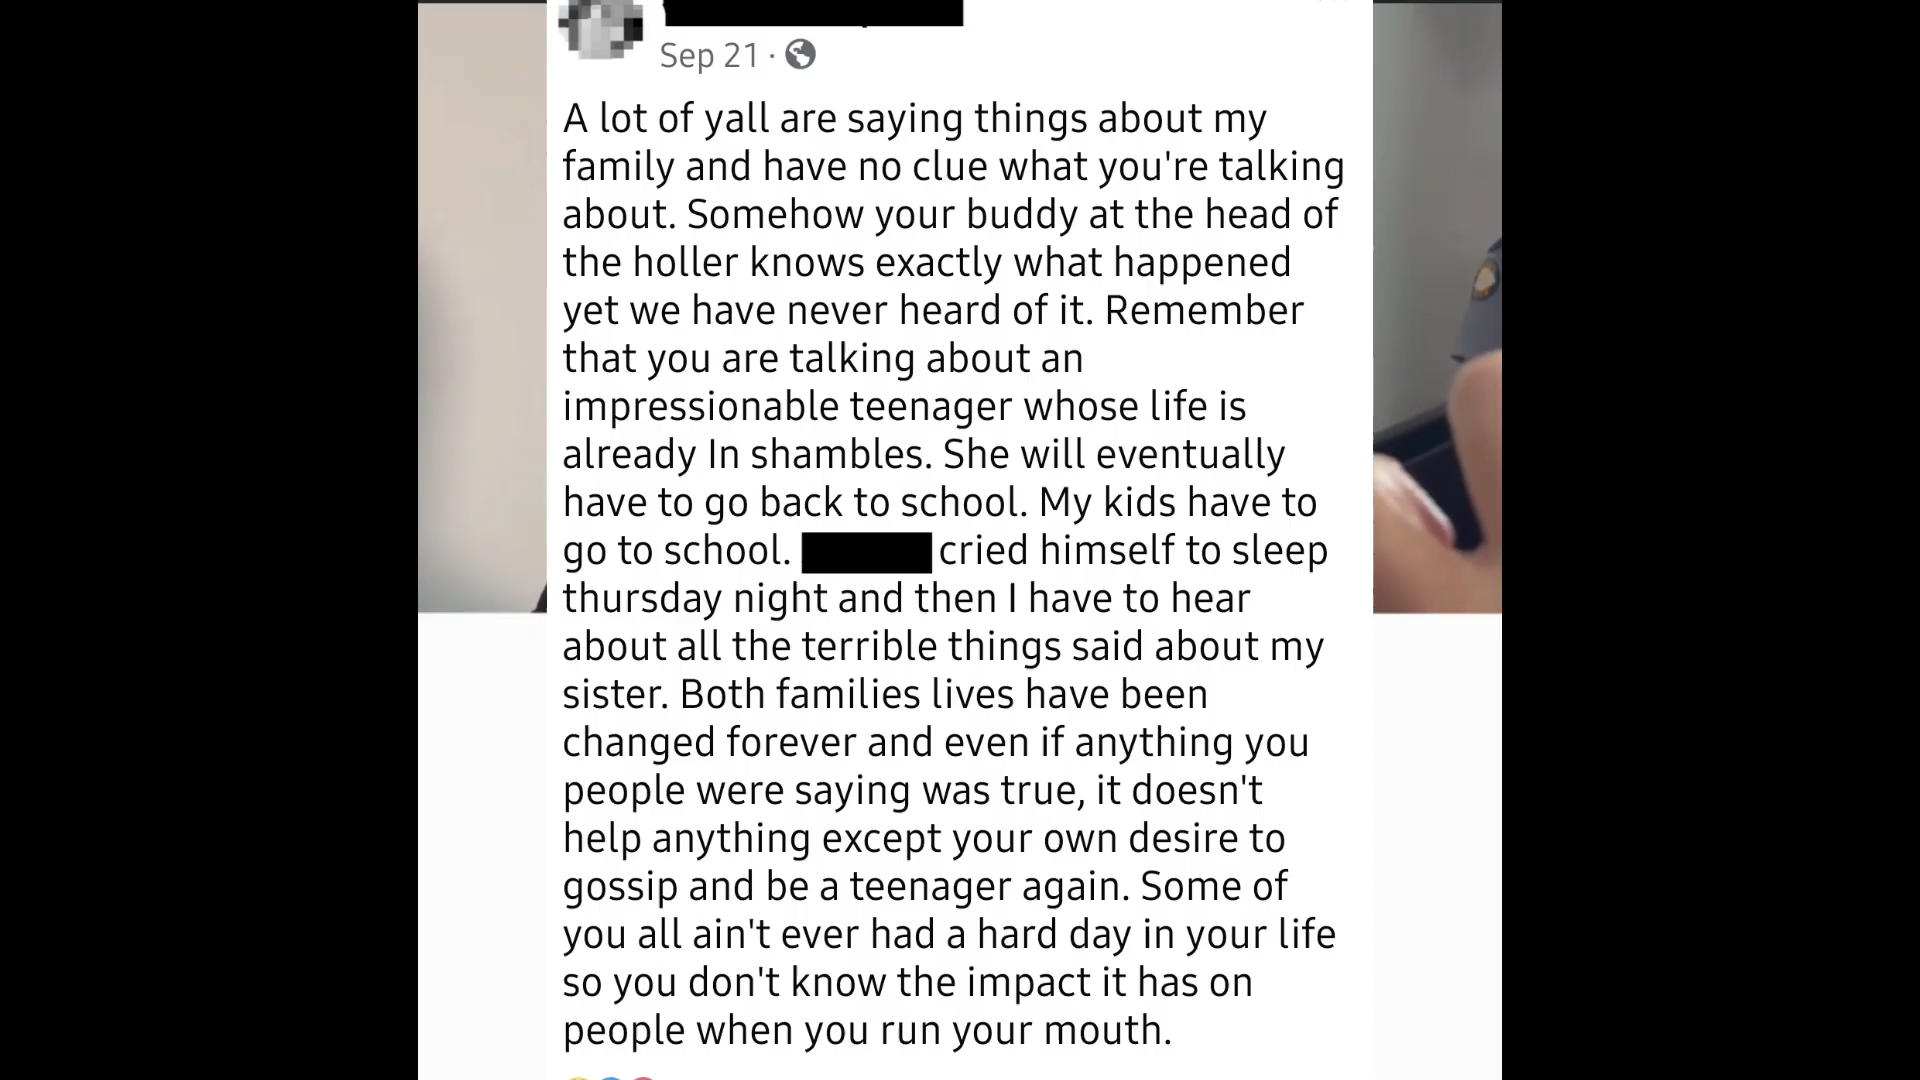 Sep 21 ·
A lot of yall are saying things about my
family and have no clue what you're talking
about. Somehow your buddy at the head of
the holler knows exactly what happened
yet we have never heard of it. Remember
that you are talking about an
impressionable teenager whose life is
already In shambles. She will eventually
have to go back to school. My kids have to
go to school. cried himself to sleep
thursday night and then I have to hear
about all the terrible things said about my
sister. Both families lives have been
changed forever and even if anything you
people were saying was true, it doesn't
help anything except your own desire to
gossip and be a teenager again. Some of
you all ain't ever had a hard day in your life
so you don't know the impact it has on
people when you run your mouth.